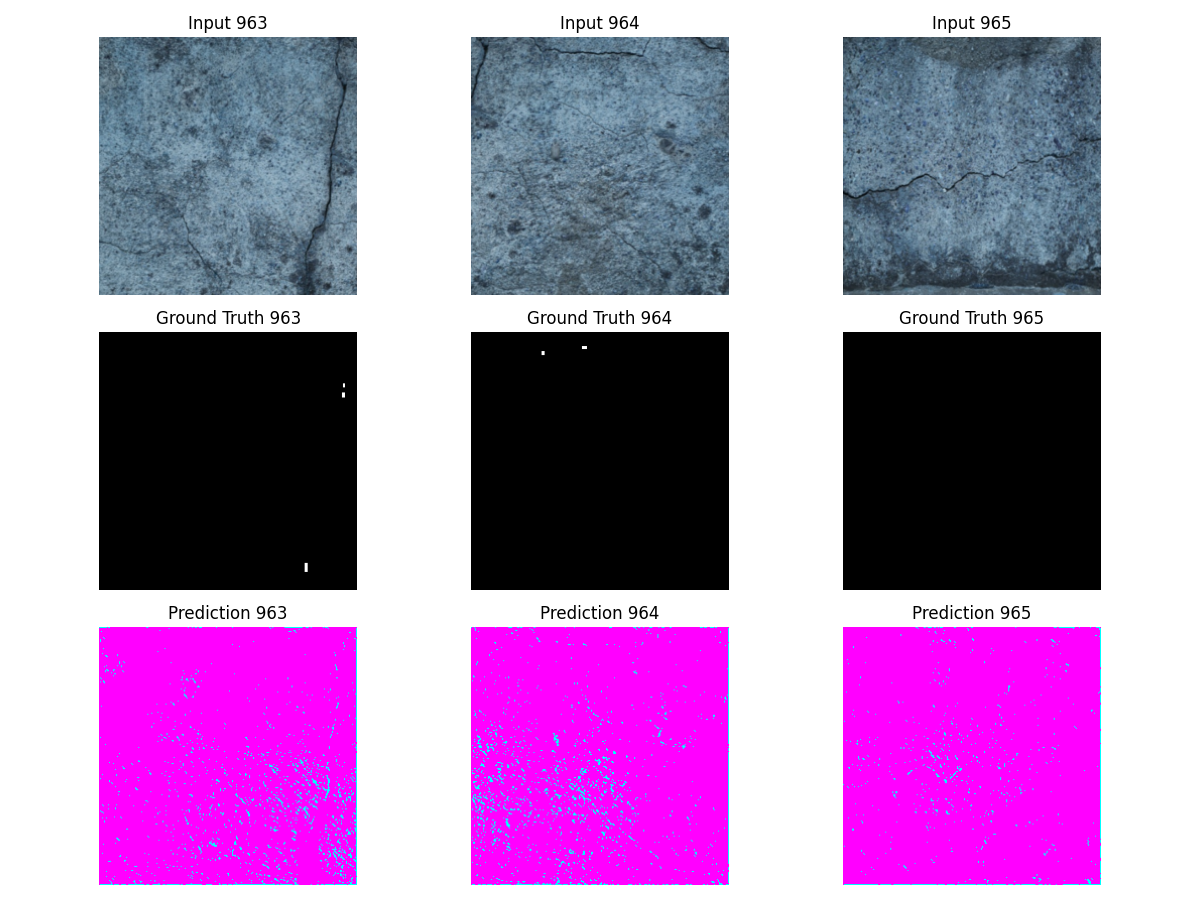 Input 963
Input 964
Input 965
Ground Truth 963
Ground Truth 964
Ground Truth 965
Prediction 963
Prediction 964
Prediction 965